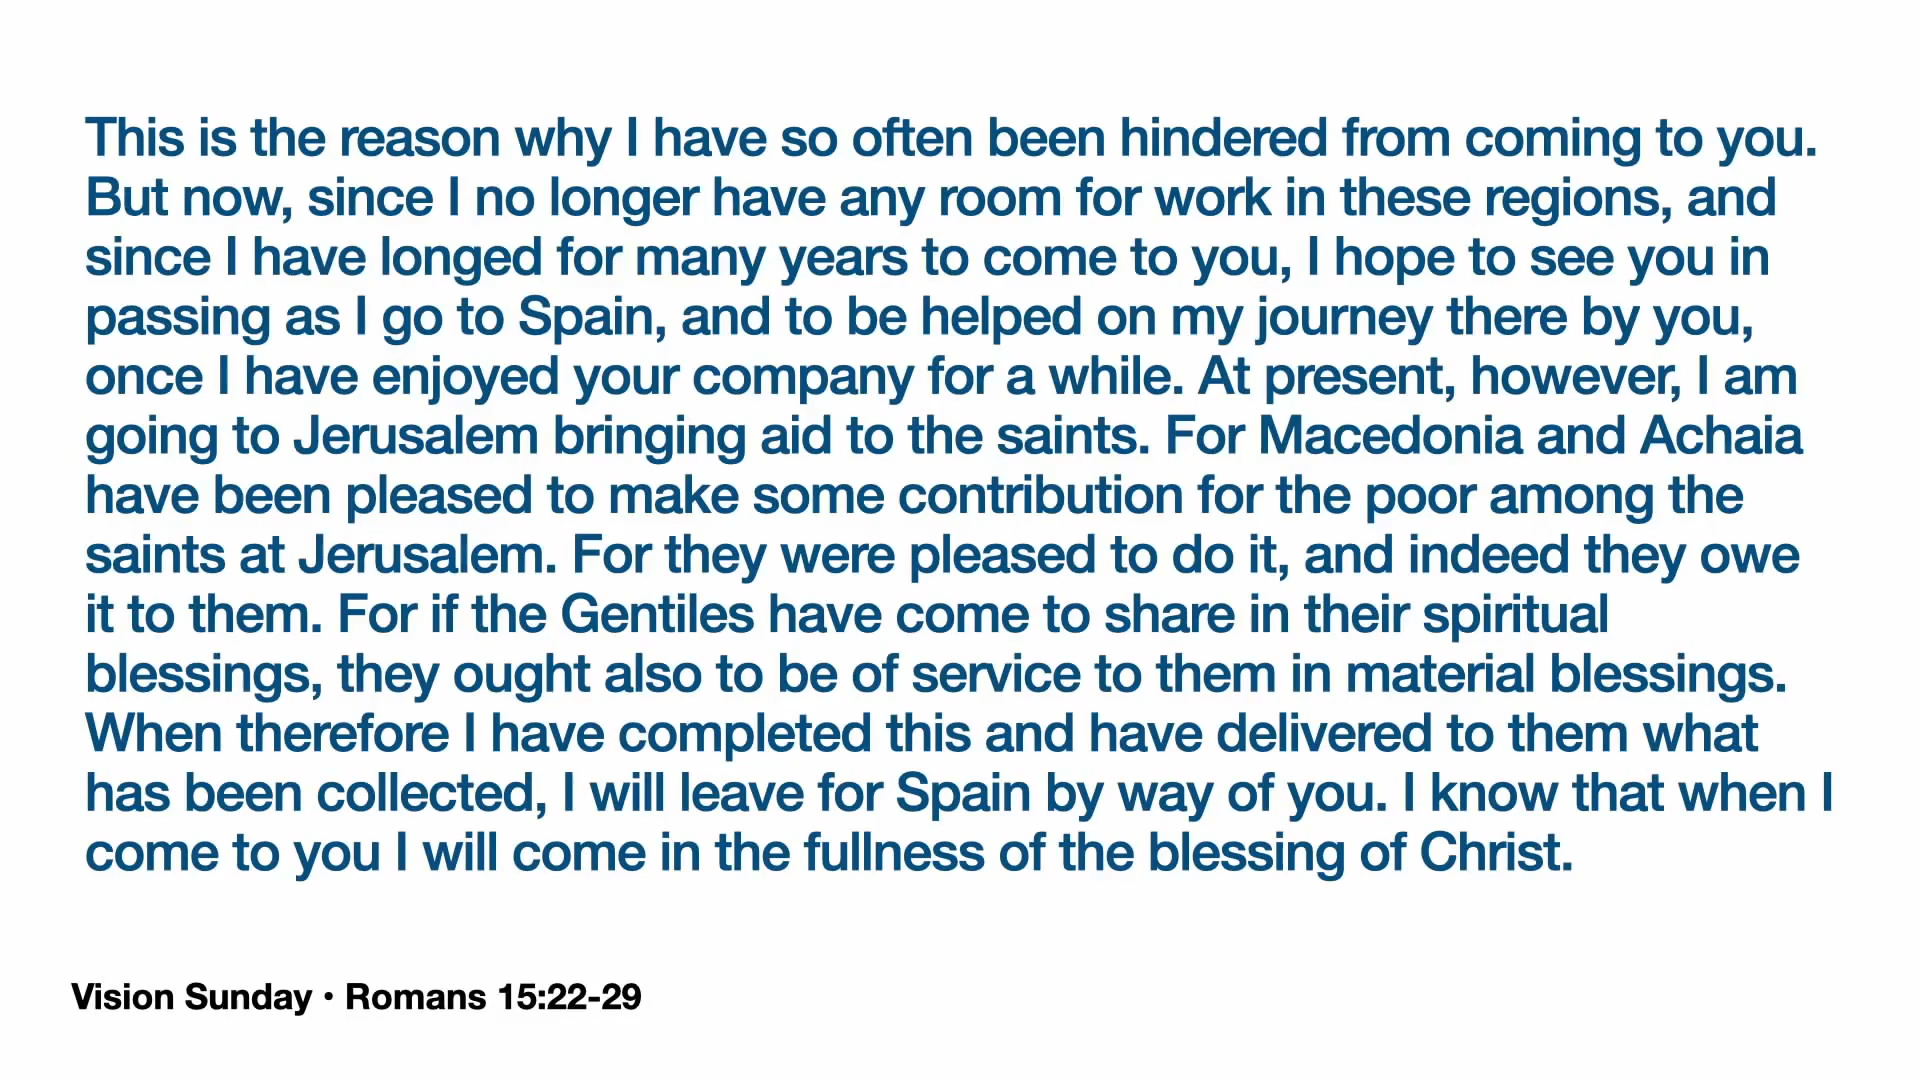 This is the reason why I have so often been hindered from coming to you.
But now, since I no longer have any room for work in these regions, and
since I have longed for many years to come to you, I hope to see you in
passing as I go to Spain, and to be helped on my journey there by you,
once I have enjoyed your company for a while. At present, however, I am
going to Jerusalem bringing aid to the saints. For Macedonia and Achaia
have been pleased to make some contribution for the poor among the
saints at Jerusalem. For they were pleased to do it, and indeed they owe
it to them. For if the Gentiles have come to share in their spiritual
blessings, they ought also to be of service to them in material blessings.
When therefore I have completed this and have delivered to them what
has been collected, I will leave for Spain by way of you. I know that when I
come to you I will come in the fullness of the blessing of Christ.
Vision Sunday • Romans 15:22-29